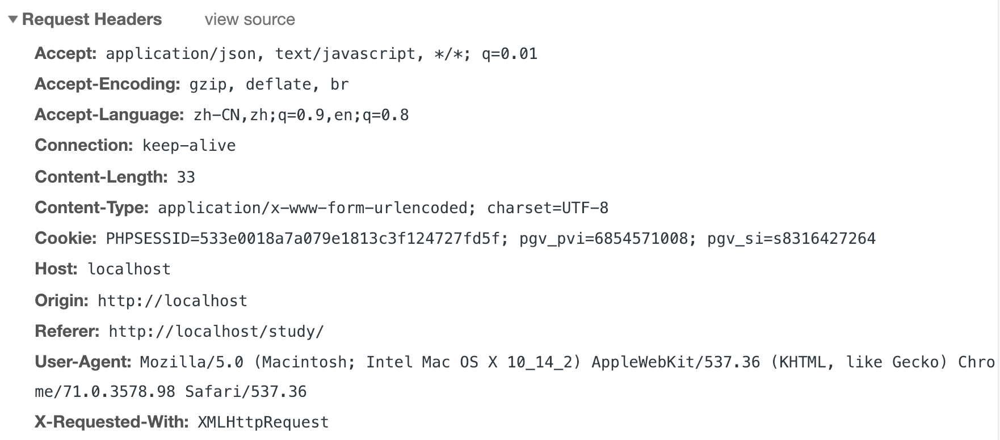 Request Headers view source
Accept: application/json, text/javascript, */*; q=0.01
Accept-Encoding: gzip, deflate, br
Accept-Language: zh-CN,zh;q=0.9,en;q=0.8
Connection: keep-alive
Content-Length: 33
Content-Type: application/x-www-form-urlencoded; charset=UTF-8
Cookie: PHPSESSID=533e0018a7a079e1813c3f124727fd5f; pgv_pvi=6854571008; pgv_si=s8316427264
Host: localhost
Origin: http://localhost
Referer: http://localhost/study/
User-Agent: Mozilla/5.0 (Macintosh; Intel Mac OS X 10_14_2) AppleWebKit/537.36 (KHTML, like Gecko) Chro
me/71.0.3578.98 Safari/537.36
X-Requested-With: XMLHttpRequest